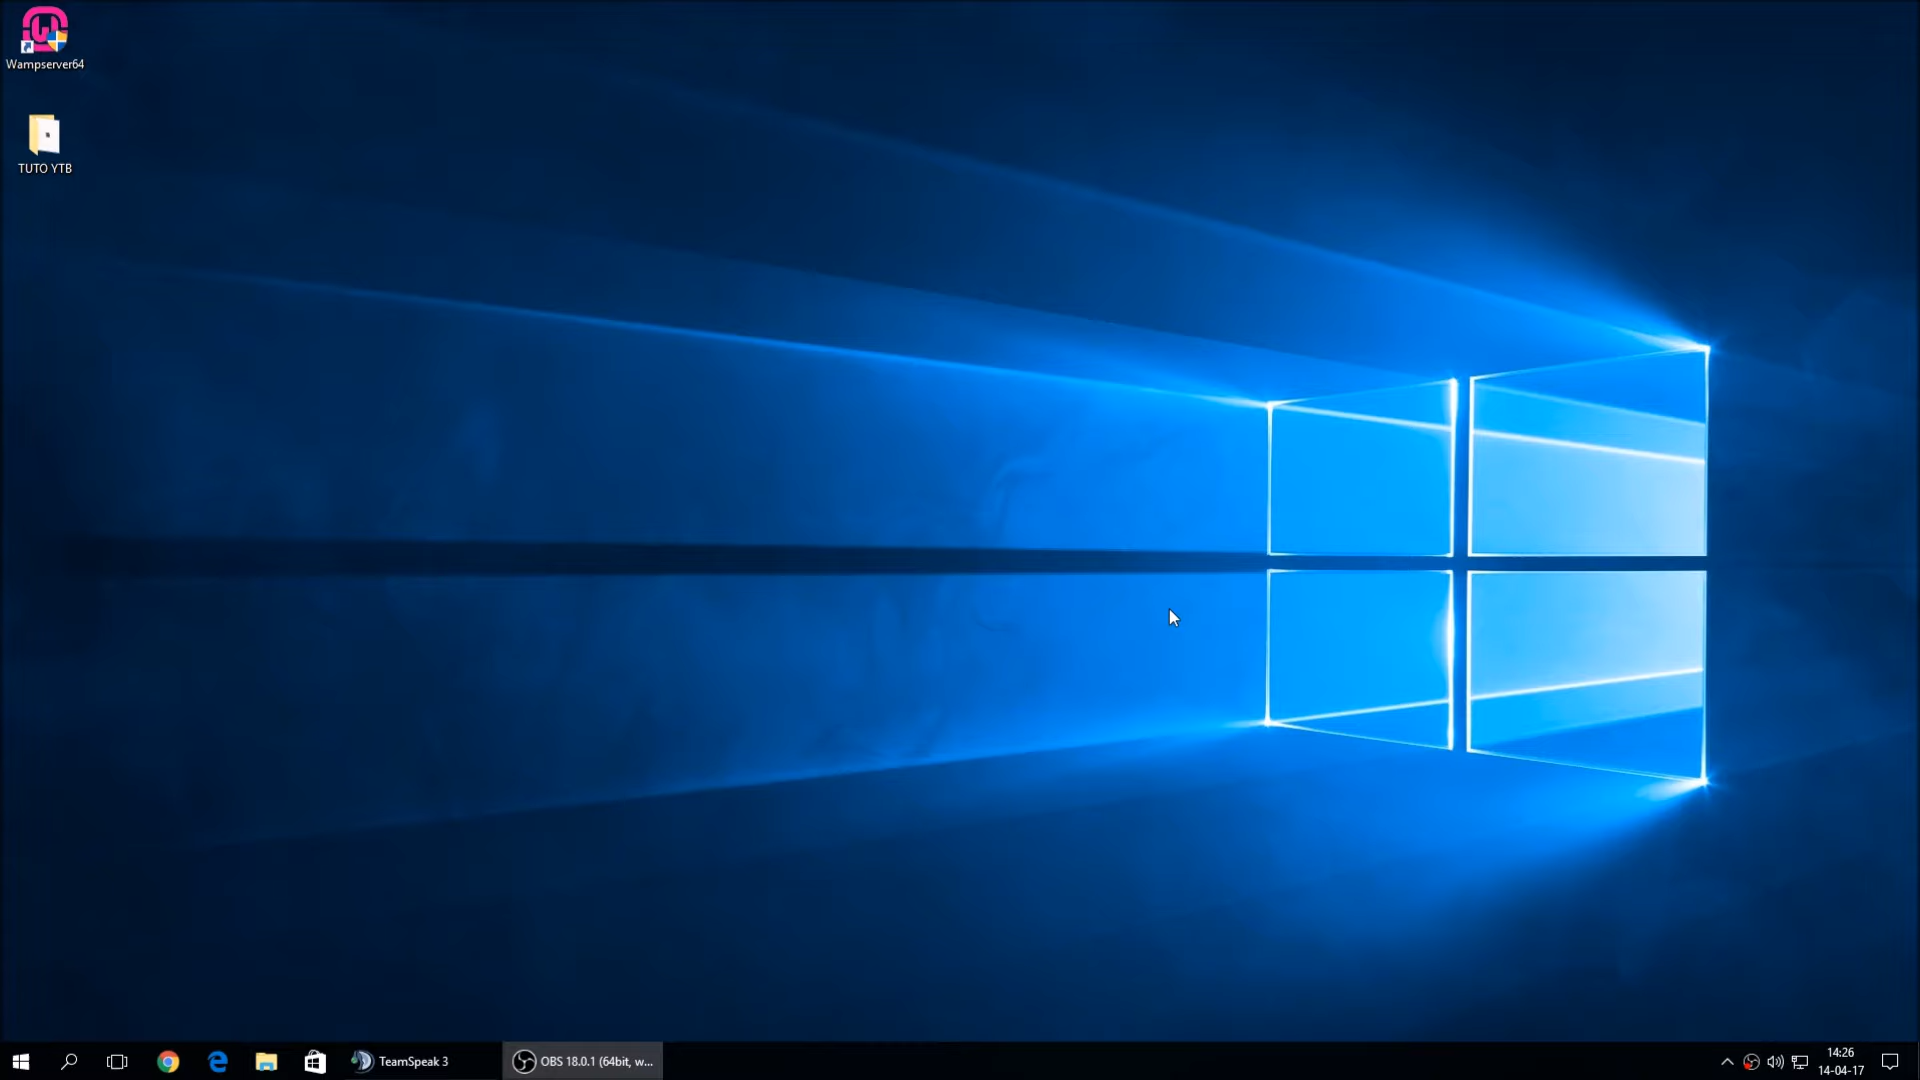 Wampserver64
TUTO YTB
TeamSpeak 3
OBS 18.0.1 (64bit, w...
14:26
14-04-17